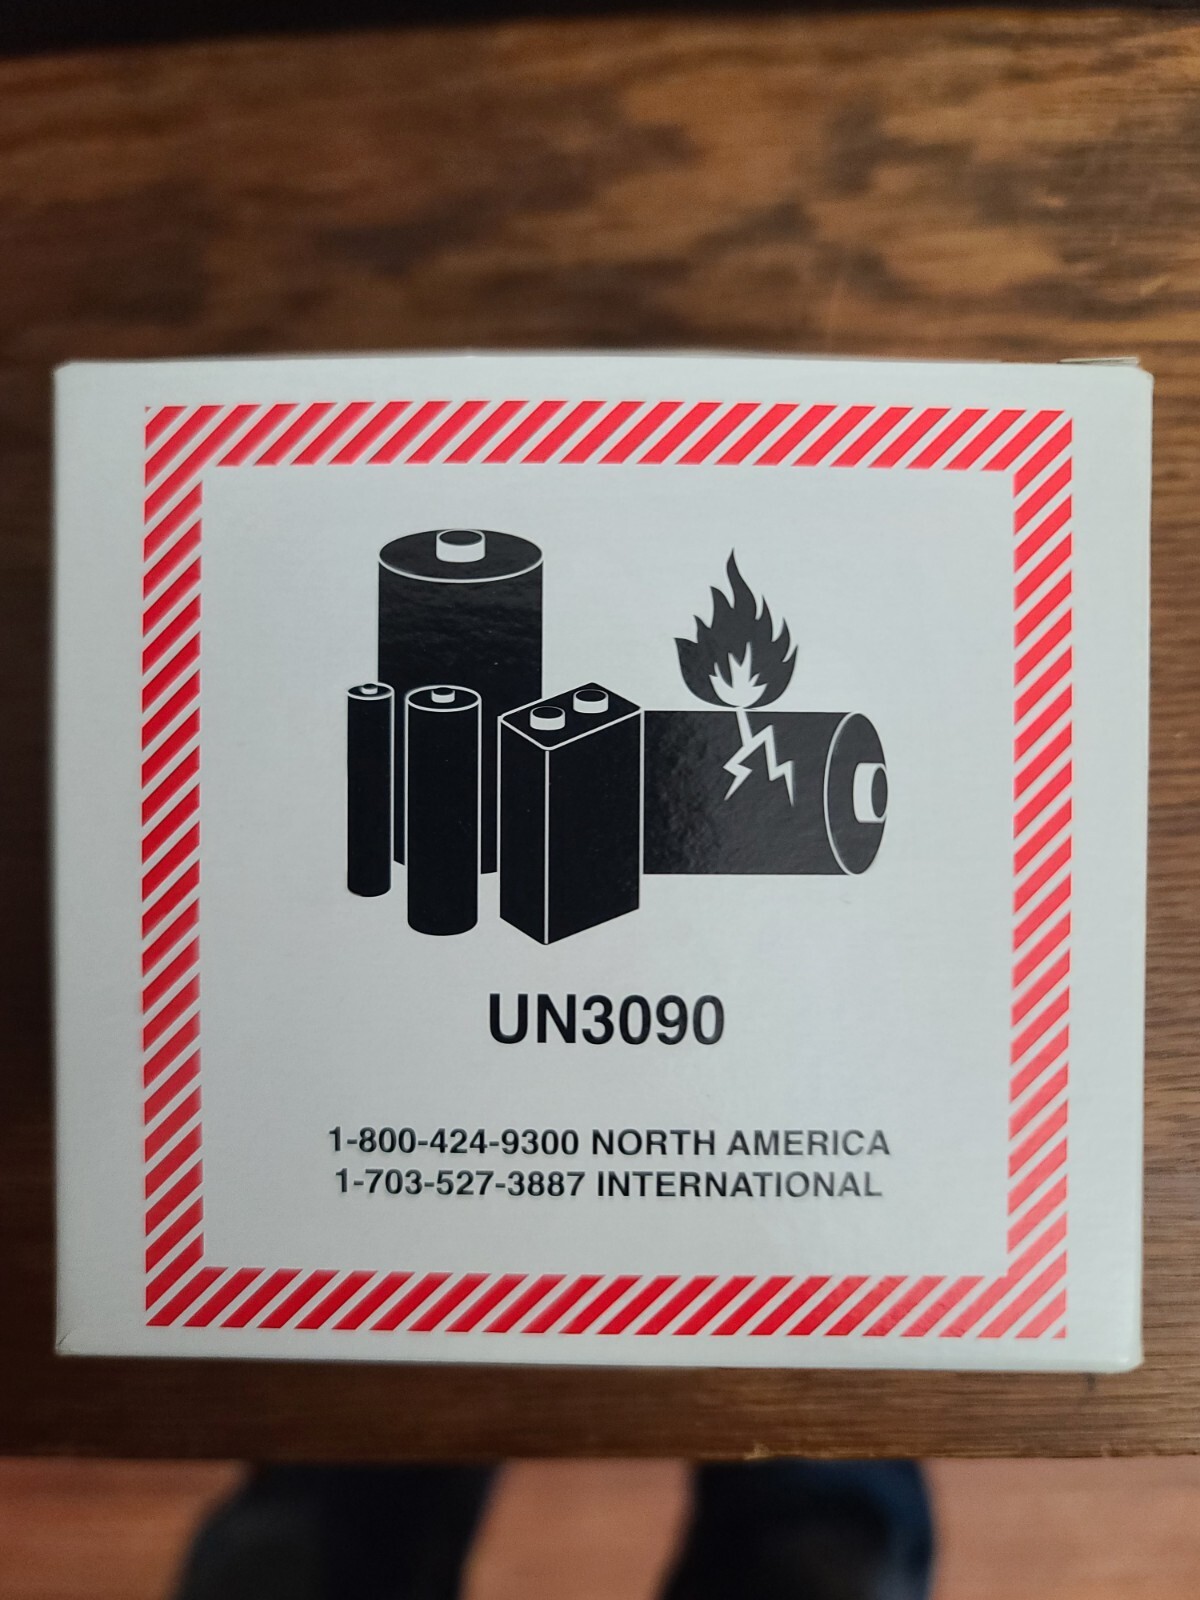 UN3090
1-800-424-9300 NORTH AMERICA
1-703-527-3887 INTERNATIONAL